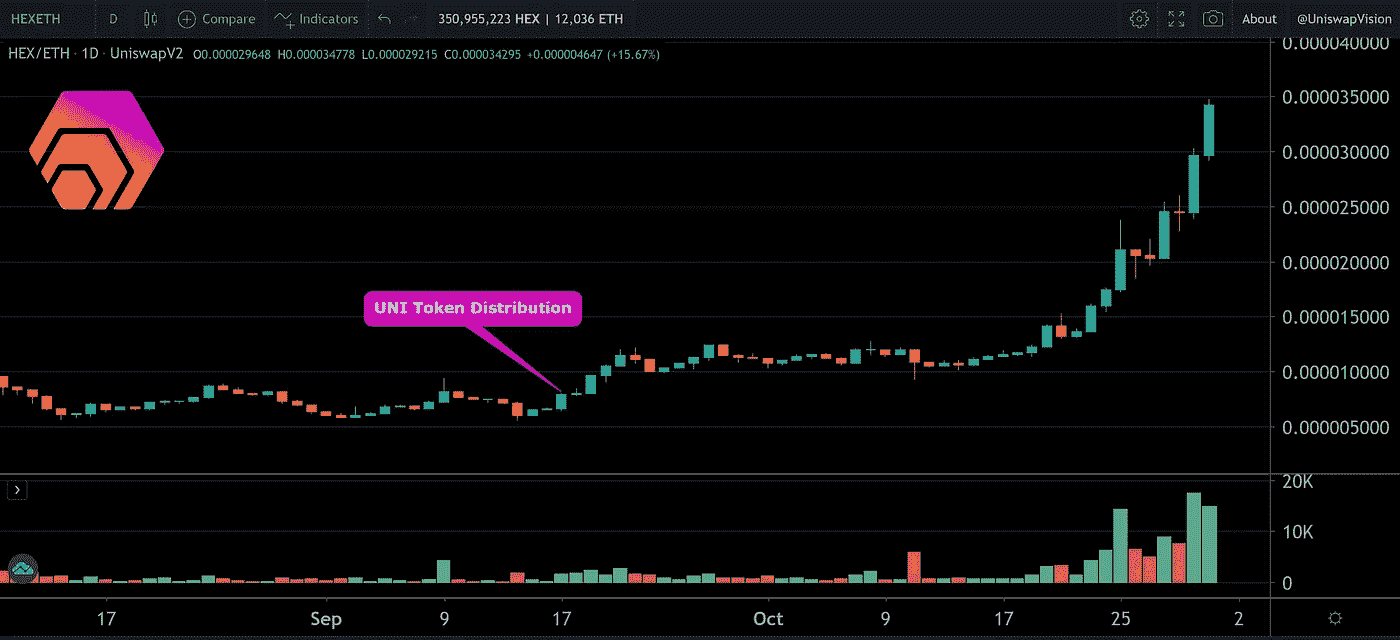 HEXETH D Compare Indicators 350,955,223 HEX | 12,036 ETH About @UniswapVision
HEX/ETH · 1D · UniswapV2 O0.000029648 H0.000034778 L0.000029215 C0.000034295 +0.000004647 (+15.67%)
0.000040000
0.000035000
0.000030000
0.000025000
0.000020000
UNI Token Distribution
0.000015000
0.000010000
0.000005000
20K
10K
0
17 Sep 9 17 Oct 9 17 25 2